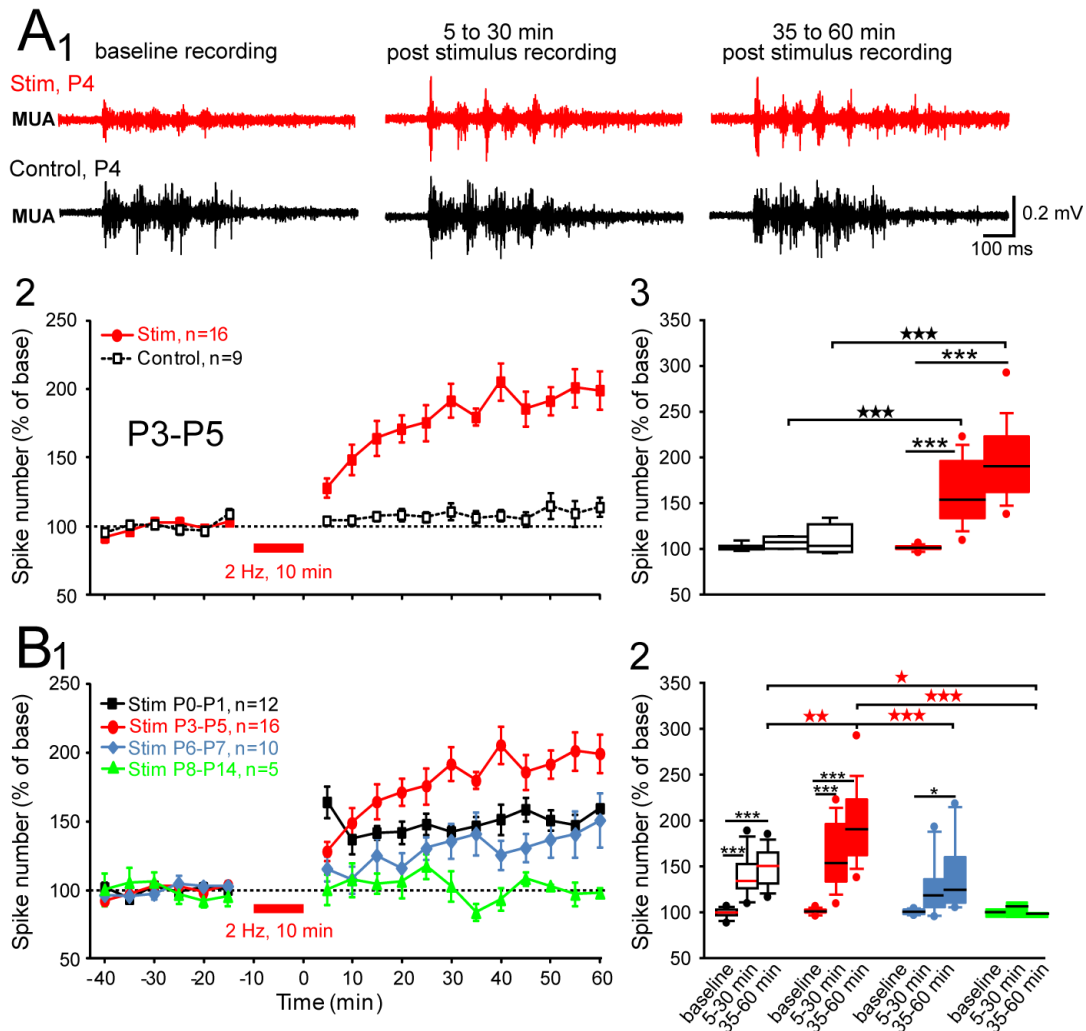 A1
baseline recording
5 to 30 min
post stimulus recording
35 to 60 min
post stimulus recording
Stim, P4
MUA
Control, P4
MUA
0.2 mV
100 ms
2
Spike number (% of base)
250
200
150
100
50
Stim, n=16
Control, n=9
P3-P5
2 Hz, 10 min
3
Spike number (% of base)
350
300
250
200
150
100
50
★★★
***
★★★
***
B1
Spike number (% of base)
250
200
150
100
50
Stim P0-P1, n=12
Stim P3-P5, n=16
Stim P6-P7, n=10
Stim P8-P14, n=5
2 Hz, 10 min
-40 -30 -20 -10 0 10 20 30 40 50 60
Time (min)
2
Spike number (% of base)
350
300
250
200
150
100
50
★
★★★
★★ ★★★
***
***
***
***
*
baseline 5-30 min 35-60 min baseline 5-30 min 35-60 min baseline 5-30 min 35-60 min baseline 5-30 min 35-60 min